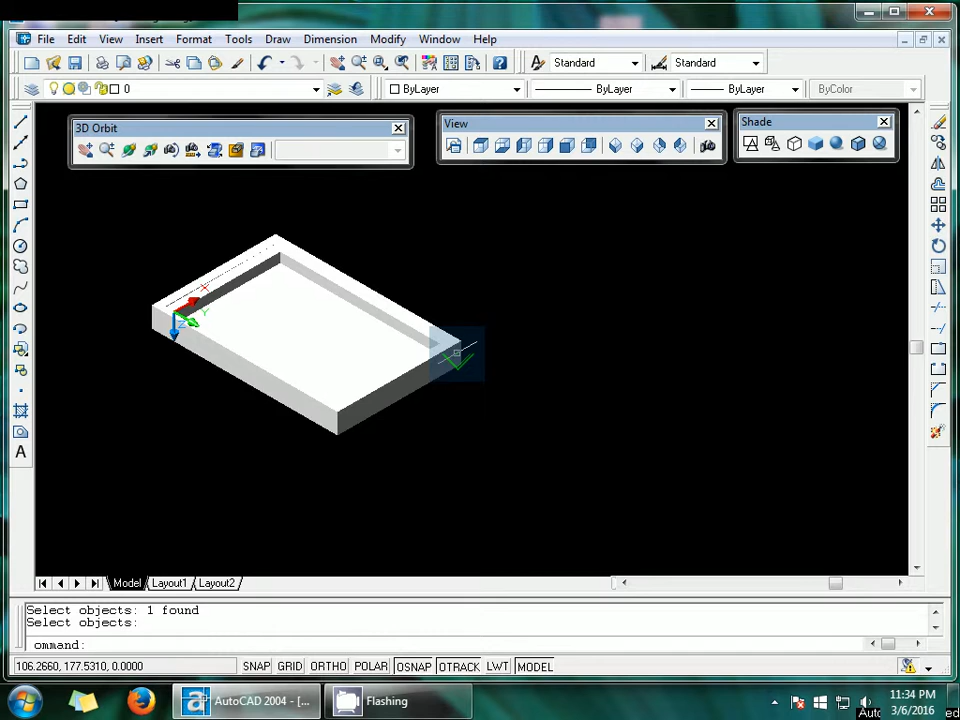 File Edit View Insert Format Tools Draw Dimension Modify Window Help
Standard Standard
0 ByLayer ByLayer ByLayer ByColor
3D Orbit
View
Shade
X
Y
Z
A
Model Layout1 Layout2
Select objects: 1 found
Select objects:
ommand:
106.2660, 177.5310, 0.0000 SNAP GRID ORTHO POLAR OSNAP OTRACK LWT MODEL
AutoCAD 2004 - [... Flashing
11:34 PM
3/6/2016